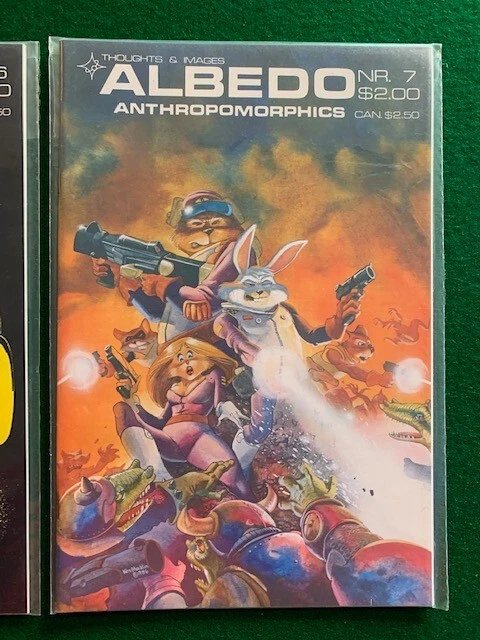 THOUGHTS & IMAGES
ALBEDO
NR. 7
$2.00
ANTHROPOMORPHICS
CAN. $2.50